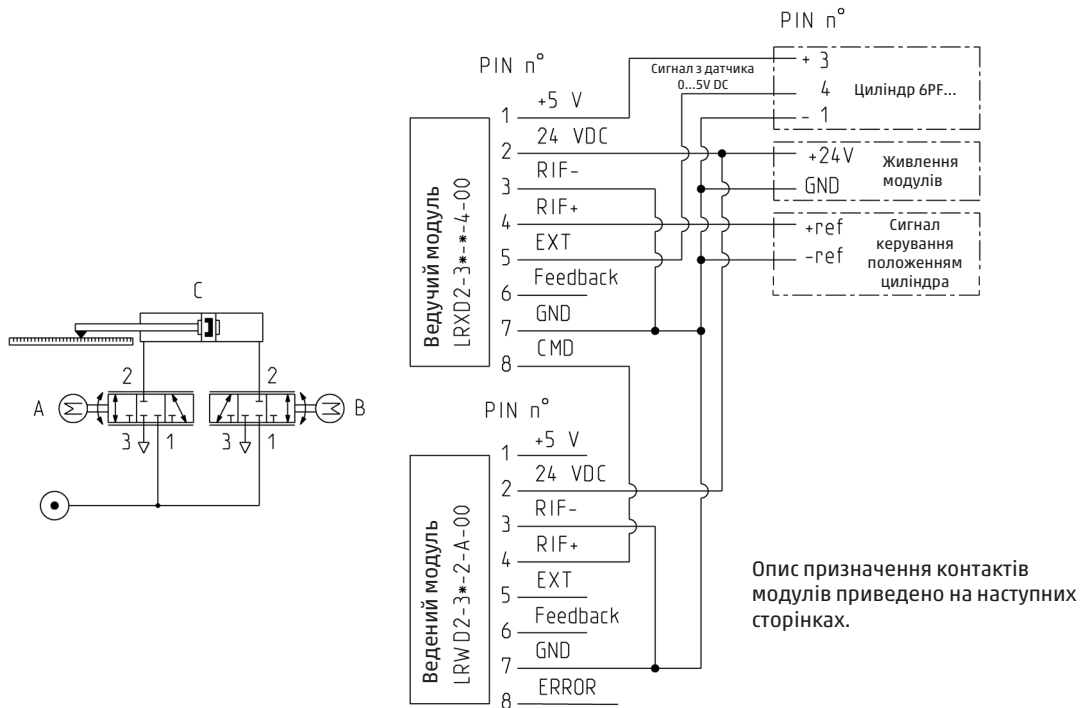 PIN n°
PIN n°
Сигнал з датчика
0...5V DC
+ 3
4
- 1
Циліндр 6PF...
+24V
GND
Живлення
модулів
+ref
-ref
Сигнал
керування
положенням
циліндра
Ведучий модуль
LRXD2-3*-*-4-00
1 +5 V
2 24 VDC
3 RIF-
4 RIF+
5 EXT
6 Feedback
7 GND
8 CMD
C
2 2
A M M B
3 1 3 1
PIN n°
Ведений модуль
LRWD2-3*-2-A-00
1 +5 V
2 24 VDC
3 RIF-
4 RIF+
5 EXT
6 Feedback
7 GND
8 ERROR
Опис призначення контактів
модулів приведено на наступних
сторінках.